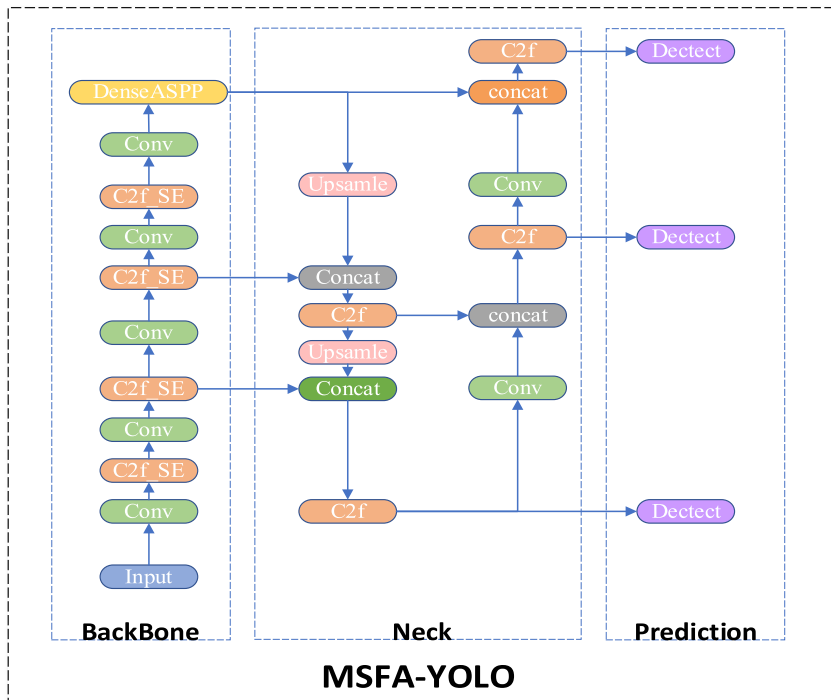 DenseASPP
Conv
C2f_SE
Conv
C2f_SE
Conv
C2f_SE
Conv
C2f_SE
Conv
Input
BackBone
Upsamle
Concat
C2f
Upsamle
Concat
C2f
C2f
concat
Conv
C2f
concat
Conv
Neck
Dectect
Dectect
Dectect
Prediction
MSFA-YOLO